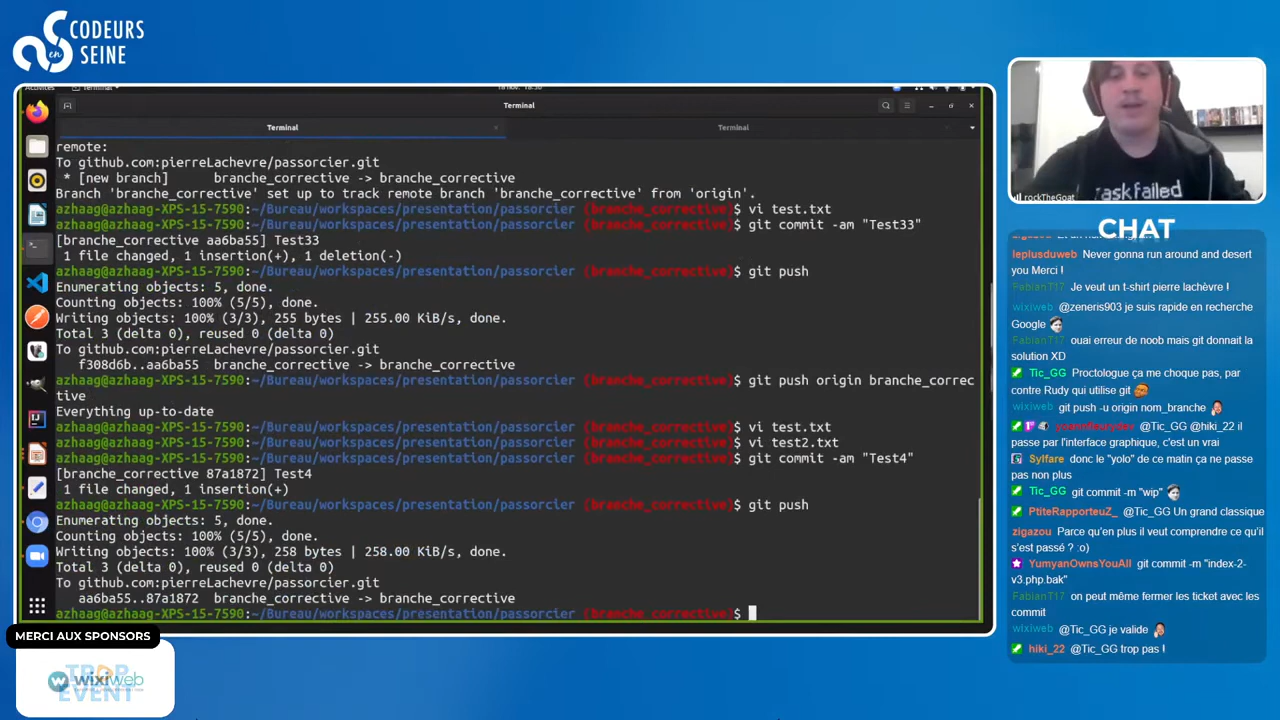 CODEURS
en
SEINE
Activités
Terminal
Terminal
Terminal
Terminal
remote:
To github.com:pierreLachevre/passorcier.git
* [new branch] branche_corrective -> branche_corrective
Branch 'branche_corrective' set up to track remote branch 'branche_corrective' from 'origin'.
azhaag@azhaag-XPS-15-7590:~/Bureau/workspaces/presentation/passorcier (branche_corrective)$ vi test.txt
azhaag@azhaag-XPS-15-7590:~/Bureau/workspaces/presentation/passorcier (branche_corrective)$ git commit -am "Test33"
[branche_corrective aa6ba55] Test33
1 file changed, 1 insertion(+), 1 deletion(-)
azhaag@azhaag-XPS-15-7590:~/Bureau/workspaces/presentation/passorcier (branche_corrective)$ git push
Enumerating objects: 5, done.
Counting objects: 100% (5/5), done.
Writing objects: 100% (3/3), 255 bytes | 255.00 KiB/s, done.
Total 3 (delta 0), reused 0 (delta 0)
To github.com:pierreLachevre/passorcier.git
f308d6b..aa6ba55 branche_corrective -> branche_corrective
azhaag@azhaag-XPS-15-7590:~/Bureau/workspaces/presentation/passorcier (branche_corrective)$ git push origin branche_correc
tive
Everything up-to-date
azhaag@azhaag-XPS-15-7590:~/Bureau/workspaces/presentation/passorcier (branche_corrective)$ vi test.txt
azhaag@azhaag-XPS-15-7590:~/Bureau/workspaces/presentation/passorcier (branche_corrective)$ vi test2.txt
azhaag@azhaag-XPS-15-7590:~/Bureau/workspaces/presentation/passorcier (branche_corrective)$ git commit -am "Test4"
[branche_corrective 87a1872] Test4
1 file changed, 1 insertion(+)
azhaag@azhaag-XPS-15-7590:~/Bureau/workspaces/presentation/passorcier (branche_corrective)$ git push
Enumerating objects: 5, done.
Counting objects: 100% (5/5), done.
Writing objects: 100% (3/3), 258 bytes | 258.00 KiB/s, done.
Total 3 (delta 0), reused 0 (delta 0)
To github.com:pierreLachevre/passorcier.git
aa6ba55..87a1872 branche_corrective -> branche_corrective
azhaag@azhaag-XPS-15-7590:~/Bureau/workspaces/presentation/passorcier (branche_corrective)$
MERCI AUX SPONSORS
TROP
EVENT
wixiweb
task failed
rockTheGoat
CHAT
leplusduweb Never gonna run around and desert
you Merci !
FabianT17 Je veut un t-shirt pierre lachèvre !
wixiweb @zeneris903 je suis rapide en recherche
Google
FabianT17 ouai erreur de noob mais git donnait la
solution XD
Tic_GG Proctologue ça me choque pas, par
contre Rudy qui utilise git
wixiweb git push -u origin nom_branche
@Tic_GG @hiki_22 il
passe par l'interface graphique, c'est un vrai
Sylfare donc le "yolo" de ce matin ça ne passe
pas non plus
Tic_GG git commit -m "wip"
PtiteRapporteuZ_ @Tic_GG Un grand classique
zigazou Parce qu'en plus il veut comprendre ce qu'il
s'est passé ? :o)
YumyanOwnsYouAll git commit -m "index-2-
v3.php.bak"
FabianT17 on peut même fermer les ticket avec les
commit
wixiweb @Tic_GG je valide
hiki_22 @Tic_GG trop pas !